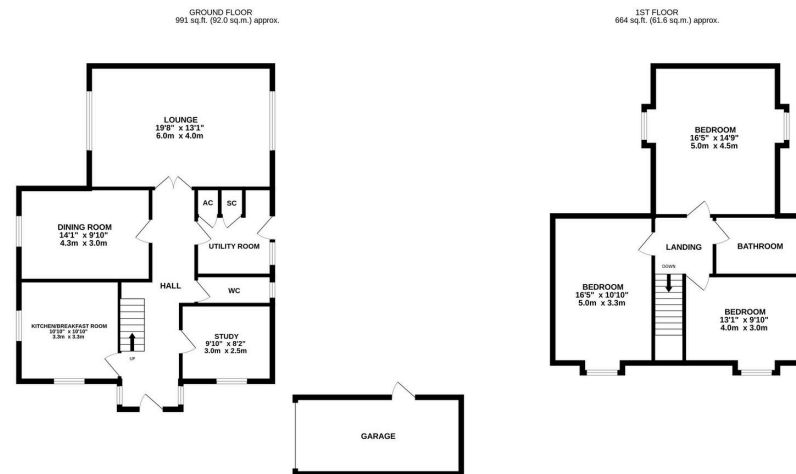 GROUND FLOOR
991 sq.ft. (92.0 sq.m.) approx.
1ST FLOOR
664 sq.ft. (61.6 sq.m.) approx.
LOUNGE
19'8" x 13'1"
6.0m x 4.0m
DINING ROOM
14'1" x 9'10"
4.3m x 3.0m
AC
SC
UTILITY ROOM
HALL
WC
KITCHEN/BREAKFAST ROOM
10'10" x 10'10"
3.3m x 3.3m
UP
STUDY
9'10" x 8'2"
3.0m x 2.5m
GARAGE
BEDROOM
16'5" x 14'9"
5.0m x 4.5m
LANDING
BATHROOM
DOWN
BEDROOM
16'5" x 10'10"
5.0m x 3.3m
BEDROOM
13'1" x 9'10"
4.0m x 3.0m